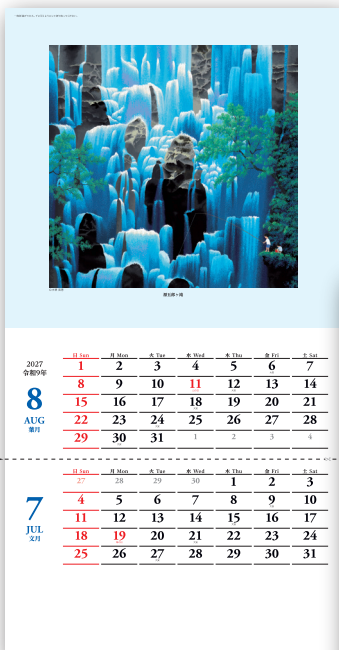 源五郎ヶ滝
2027
令和9年
8
AUG
葉月
日 Sun 月 Mon 火 Tue 水 Wed 木 Thu 金 Fri 土 Sat
1 2 3 4 5 6 7
8 9 10 11 12 13 14
15 16 17 18 19 20 21
22 23 24 25 26 27 28
29 30 31 1 2 3 4
7
JUL
文月
日 Sun 月 Mon 火 Tue 水 Wed 木 Thu 金 Fri 土 Sat
27 28 29 30 1 2 3
4 5 6 7 8 9 10
11 12 13 14 15 16 17
18 19 20 21 22 23 24
25 26 27 28 29 30 31